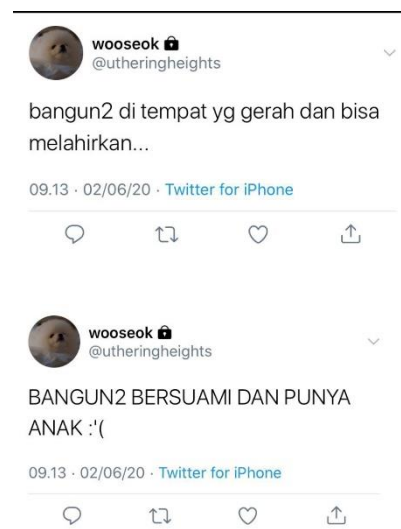 wooseok
@utheringheights
bangun2 di tempat yg gerah dan bisa
melahirkan...
09.13 · 02/06/20 · Twitter for iPhone
wooseok
@utheringheights
BANGUN2 BERSUAMI DAN PUNYA
ANAK :'(
09.13 · 02/06/20 · Twitter for iPhone